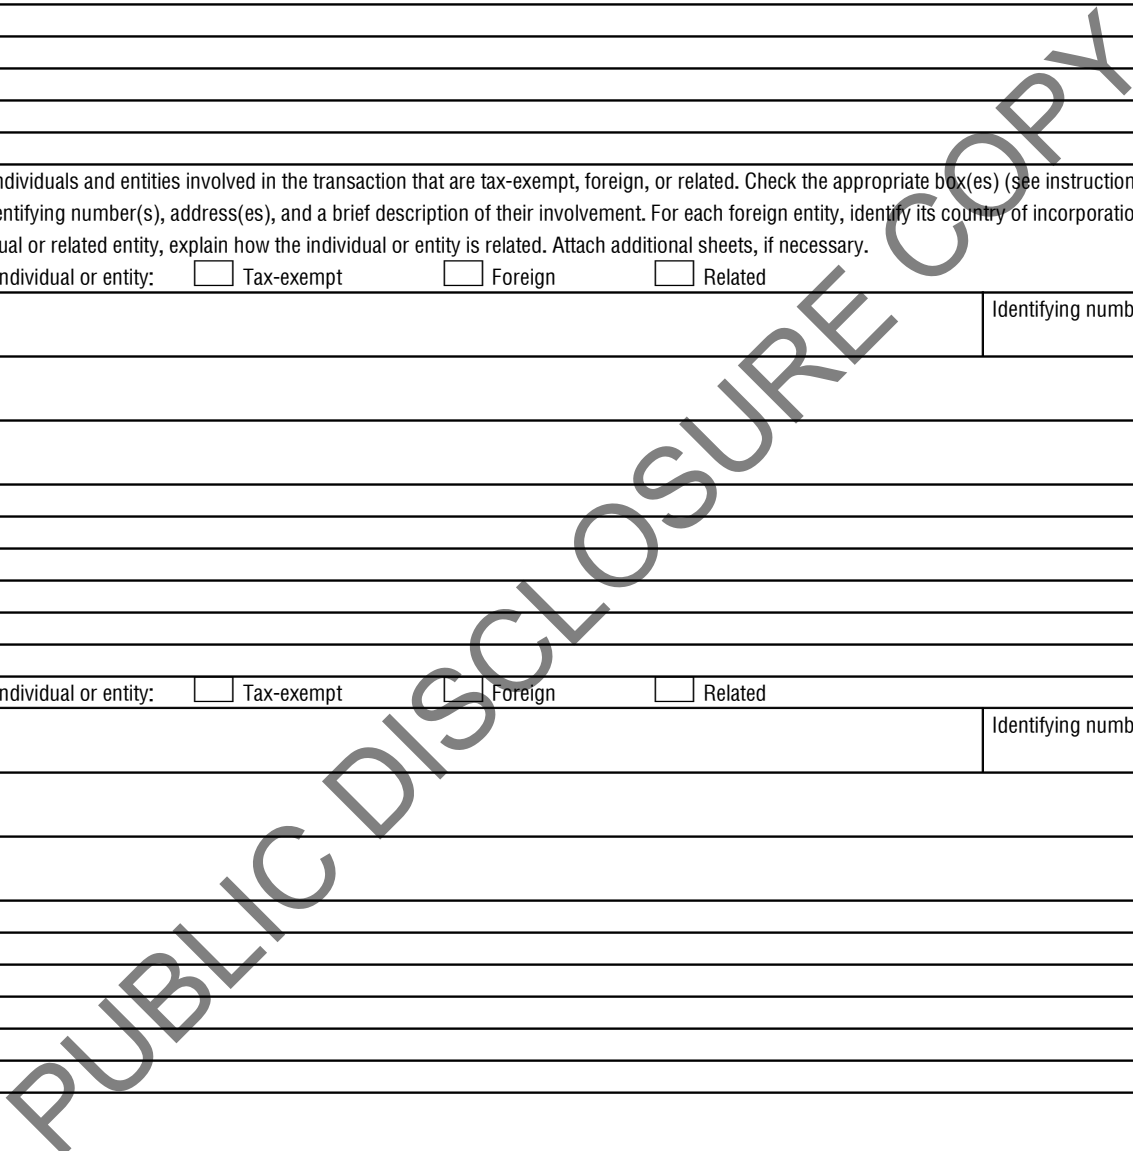 ndividuals and entities involved in the transaction that are tax-exempt, foreign, or related. Check the appropriate box(es) (see instruction
entifying number(s), address(es), and a brief description of their involvement. For each foreign entity, identify its country of incorporatio
ual or related entity, explain how the individual or entity is related. Attach additional sheets, if necessary.
ndividual or entity: Tax-exempt Foreign Related
Identifying numb
ndividual or entity: Tax-exempt Foreign Related
Identifying numb
PUBLIC DISCLOSURE COPY